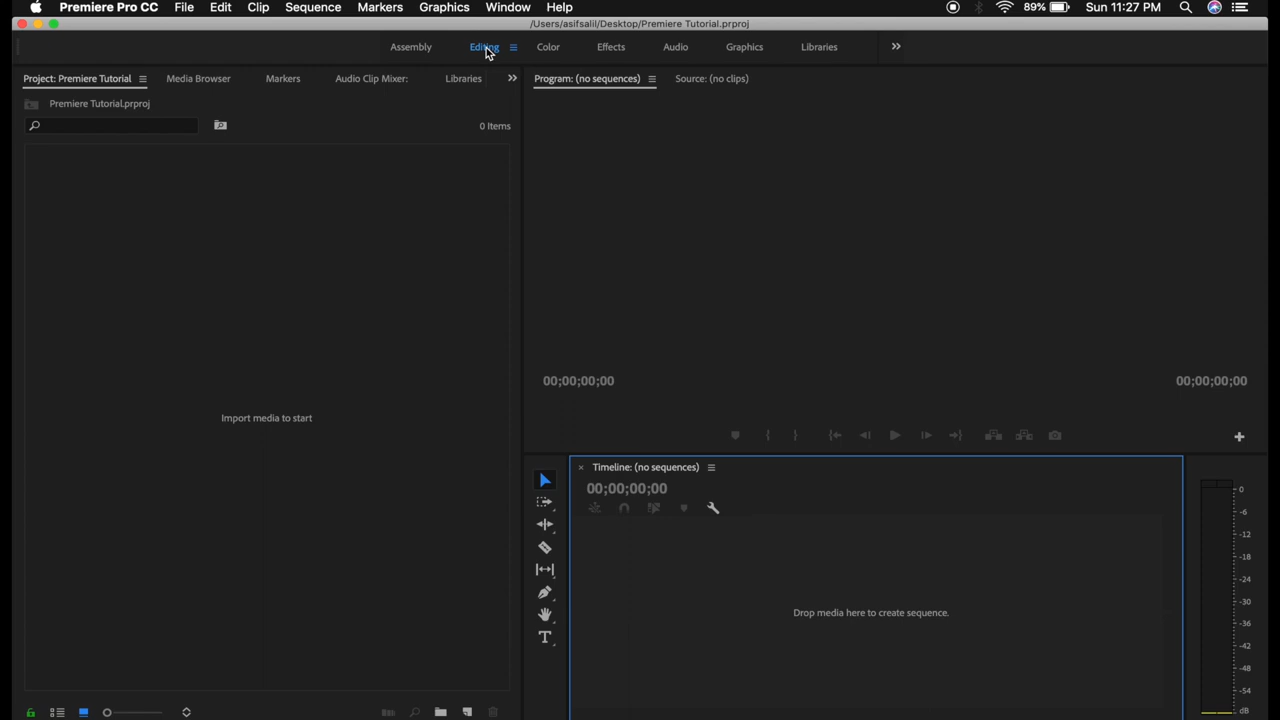 Premiere Pro CC File Edit Clip Sequence Markers Graphics Window Help 89% Sun 11:27 PM
/Users/asifsalil/Desktop/Premiere Tutorial.prproj
Assembly Editing Color Effects Audio Graphics Libraries
Project: Premiere Tutorial Media Browser Markers Audio Clip Mixer: Libraries
Program: (no sequences) Source: (no clips)
Premiere Tutorial.prproj
0 Items
Import media to start
00;00;00;00 00;00;00;00
Timeline: (no sequences)
00;00;00;00
Drop media here to create sequence.
0
-6
-12
-18
-24
-30
-36
-42
-48
-54
dB